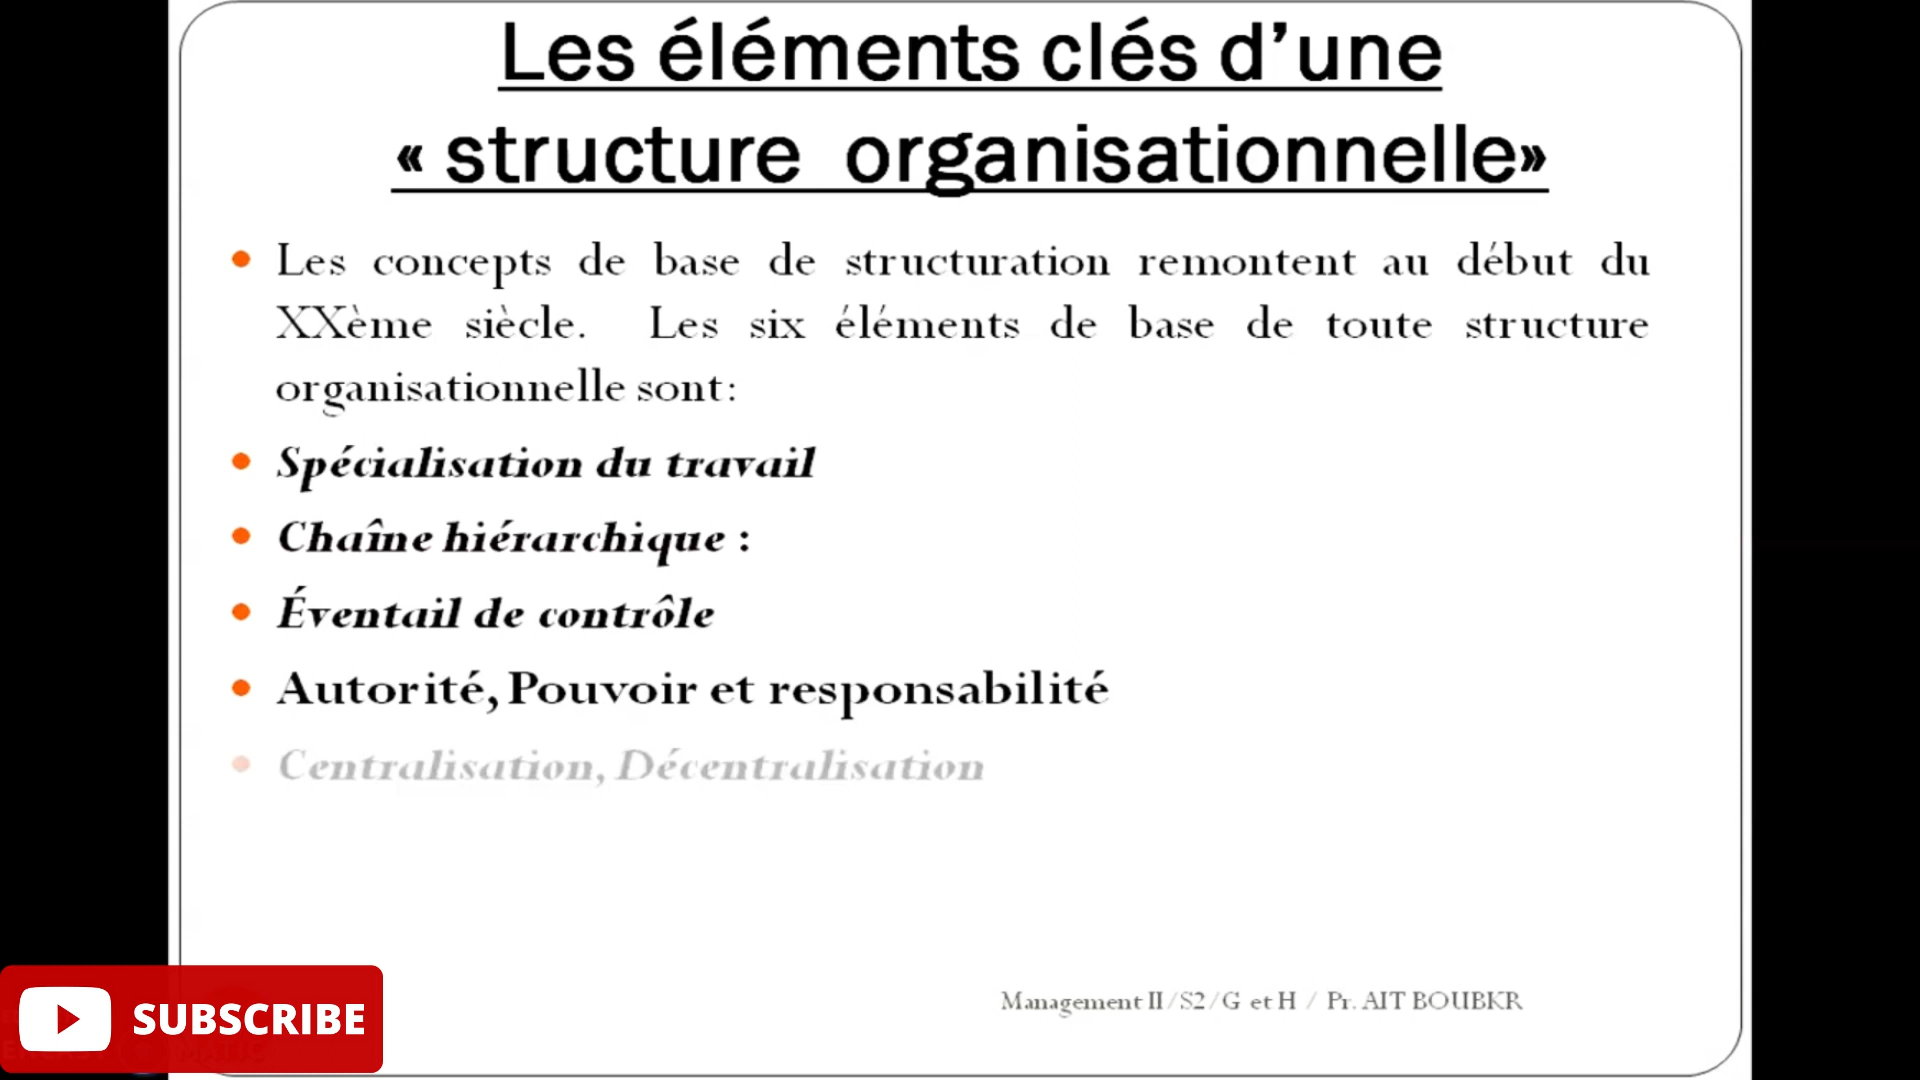 Les éléments clés d’une
« structure organisationnelle»
Les concepts de base de structuration remontent au début du
XXème siècle. Les six éléments de base de toute structure
organisationnelle sont:
Spécialisation du travail
Chaîne hiérarchique :
Éventail de contrôle
Autorité, Pouvoir et responsabilité
Centralisation, Décentralisation
Management II/S2/G et H / Pr. AIT BOUBKR
SUBSCRIBE